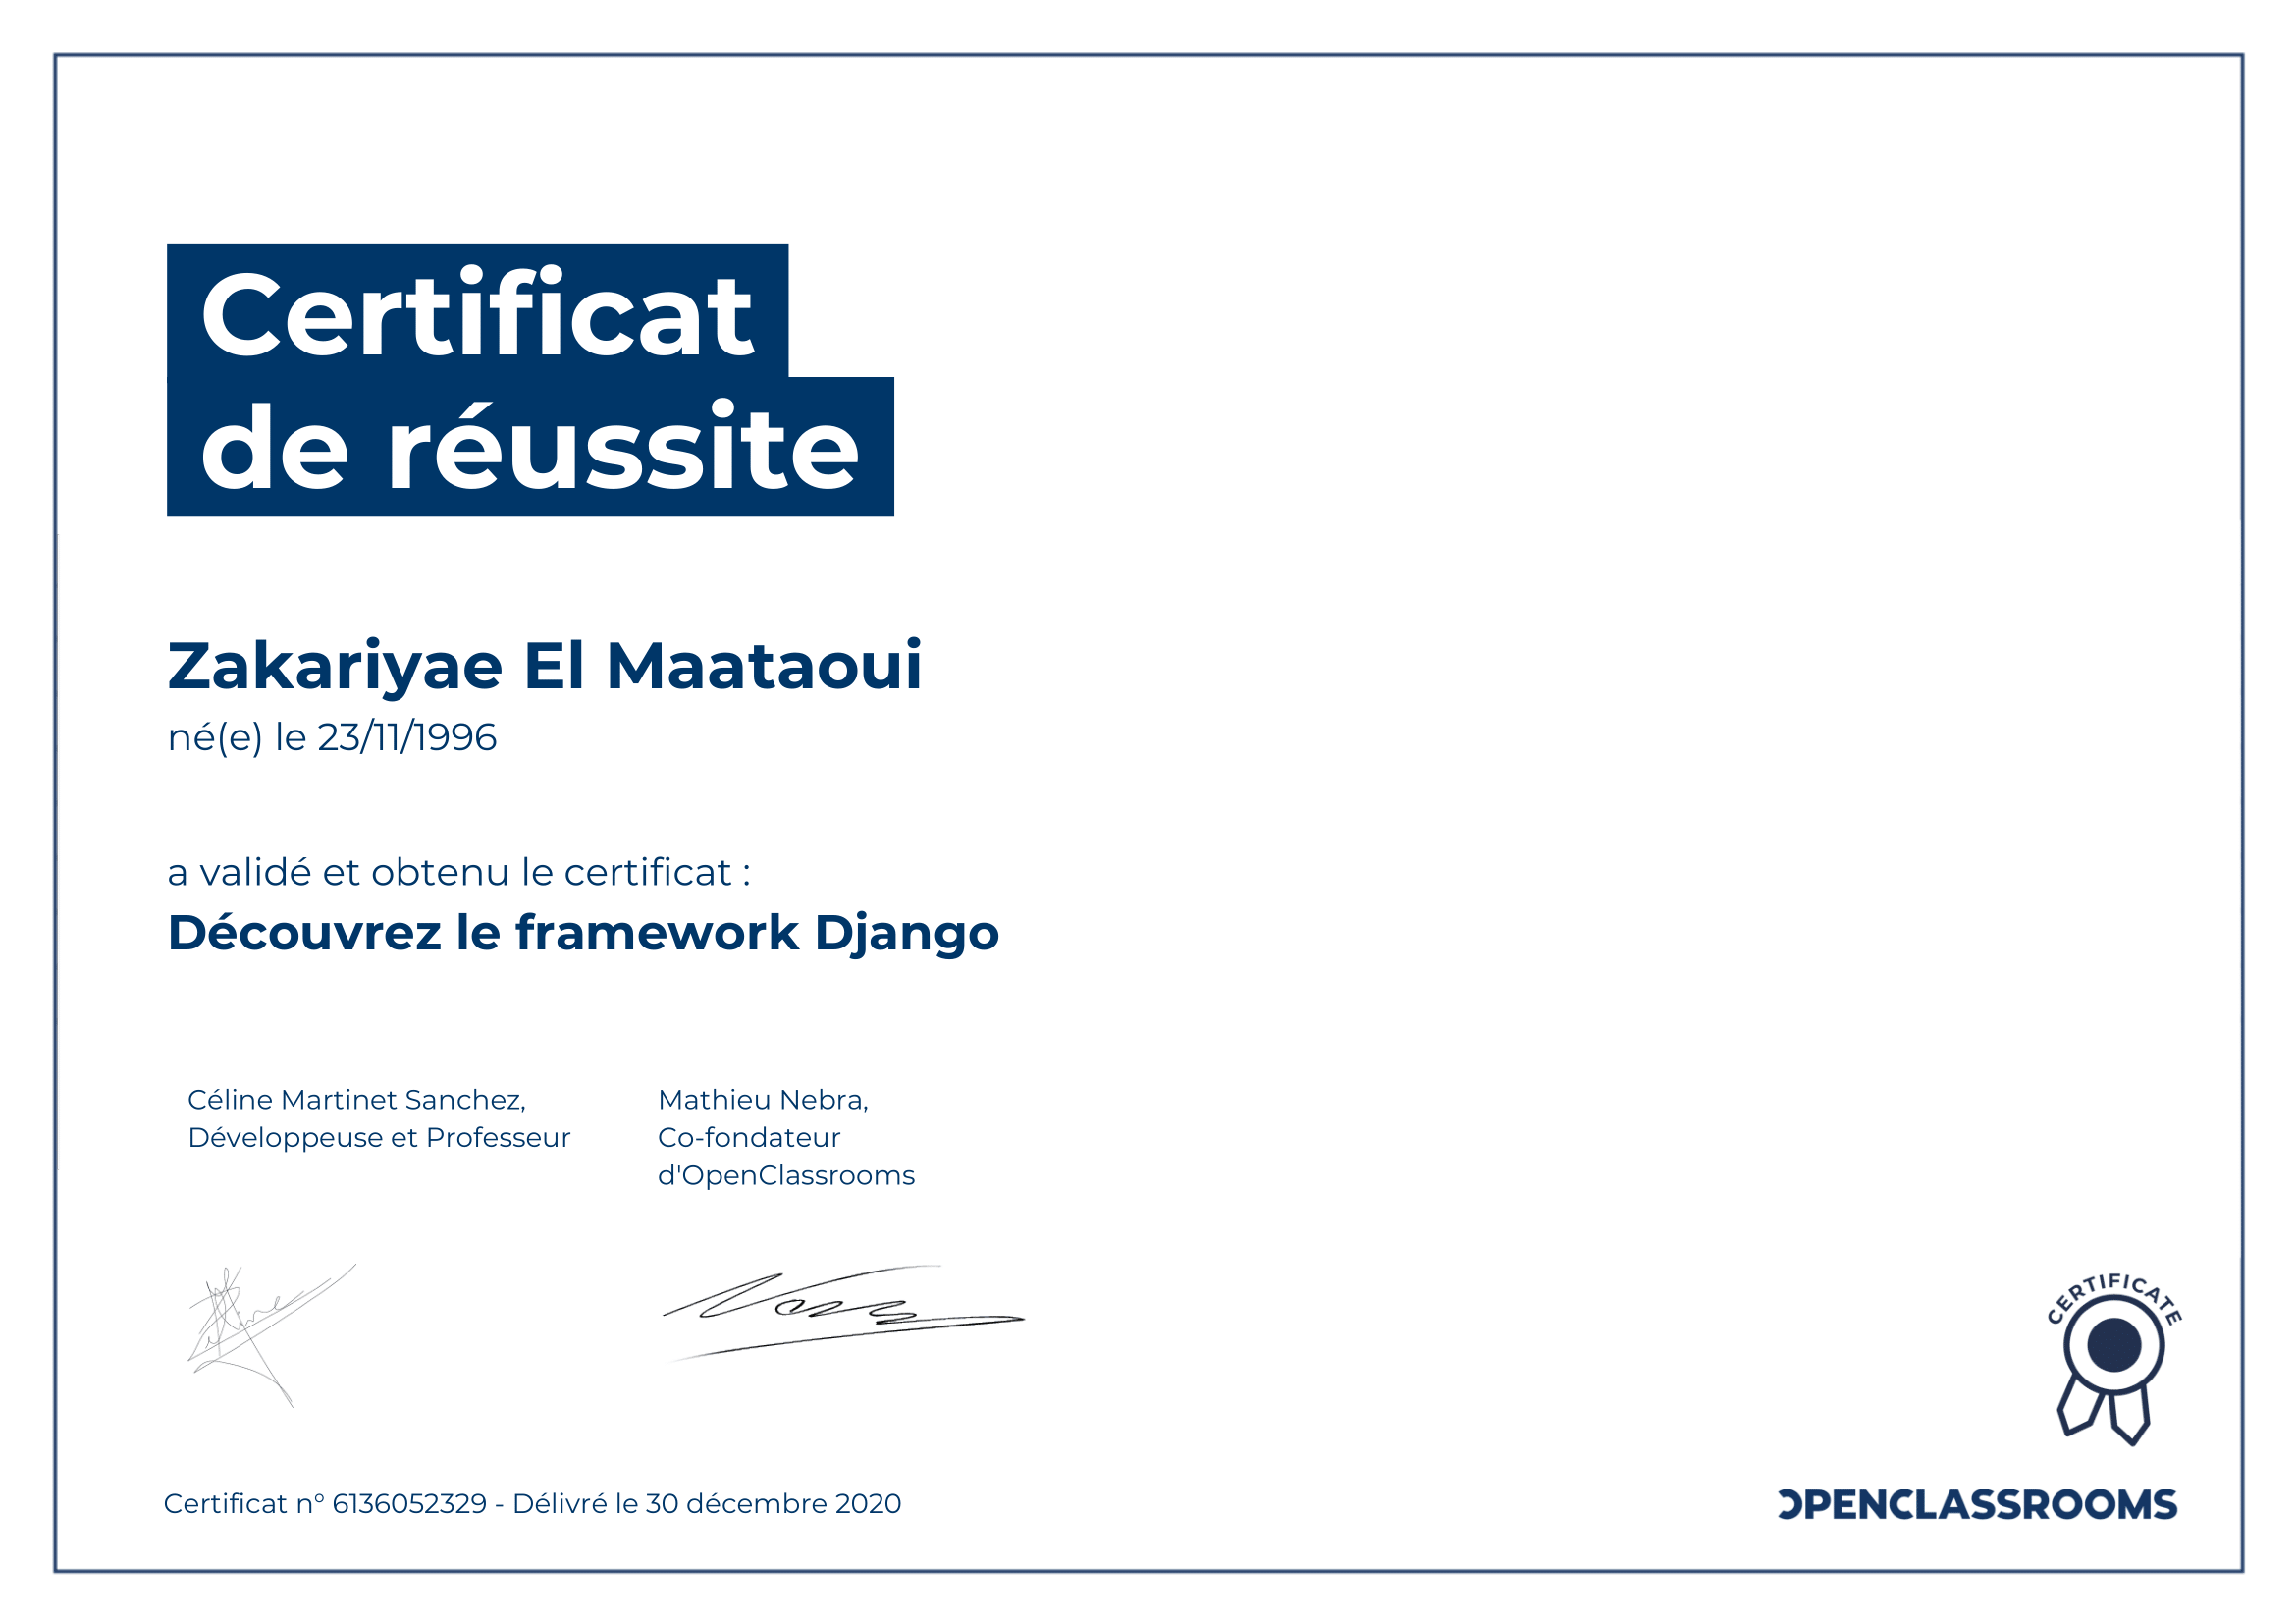 Certificat
de réussite
Zakariyae El Maataoui
né(e) le 23/11/1996
a validé et obtenu le certificat :
Découvrez le framework Django
Céline Martinet Sanchez,
Développeuse et Professeur
Mathieu Nebra,
Co-fondateur
d'OpenClassrooms
CERTIFICATE
Certificat n° 6136052329 - Délivré le 30 décembre 2020
OPENCLASSROOMS